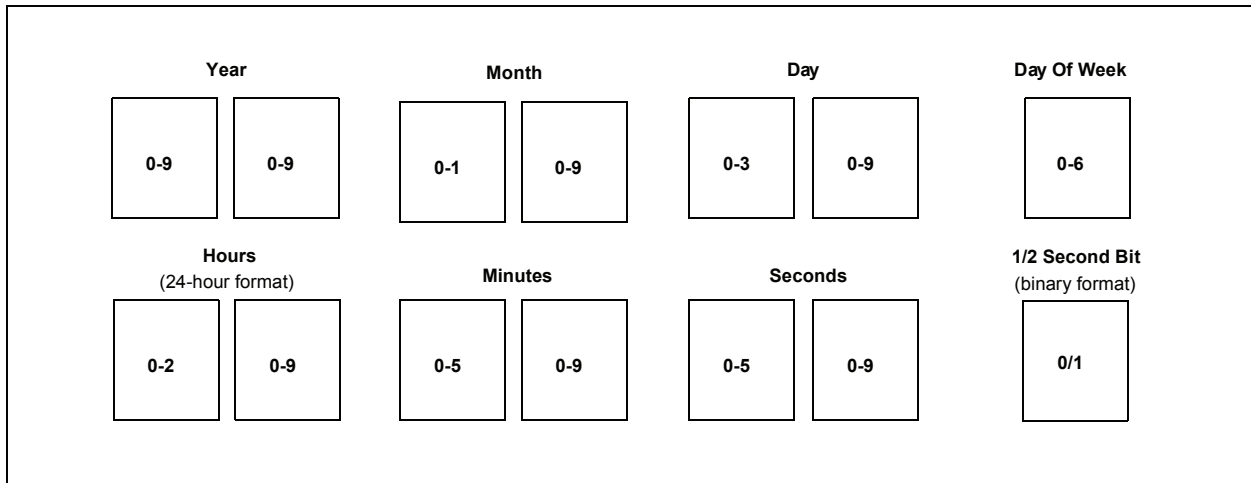 Year Month Day Day Of Week
0-9 0-9 0-1 0-9 0-3 0-9 0-6
Hours Minutes Seconds 1/2 Second Bit
(24-hour format) (binary format)
0-2 0-9 0-5 0-9 0-5 0-9 0/1